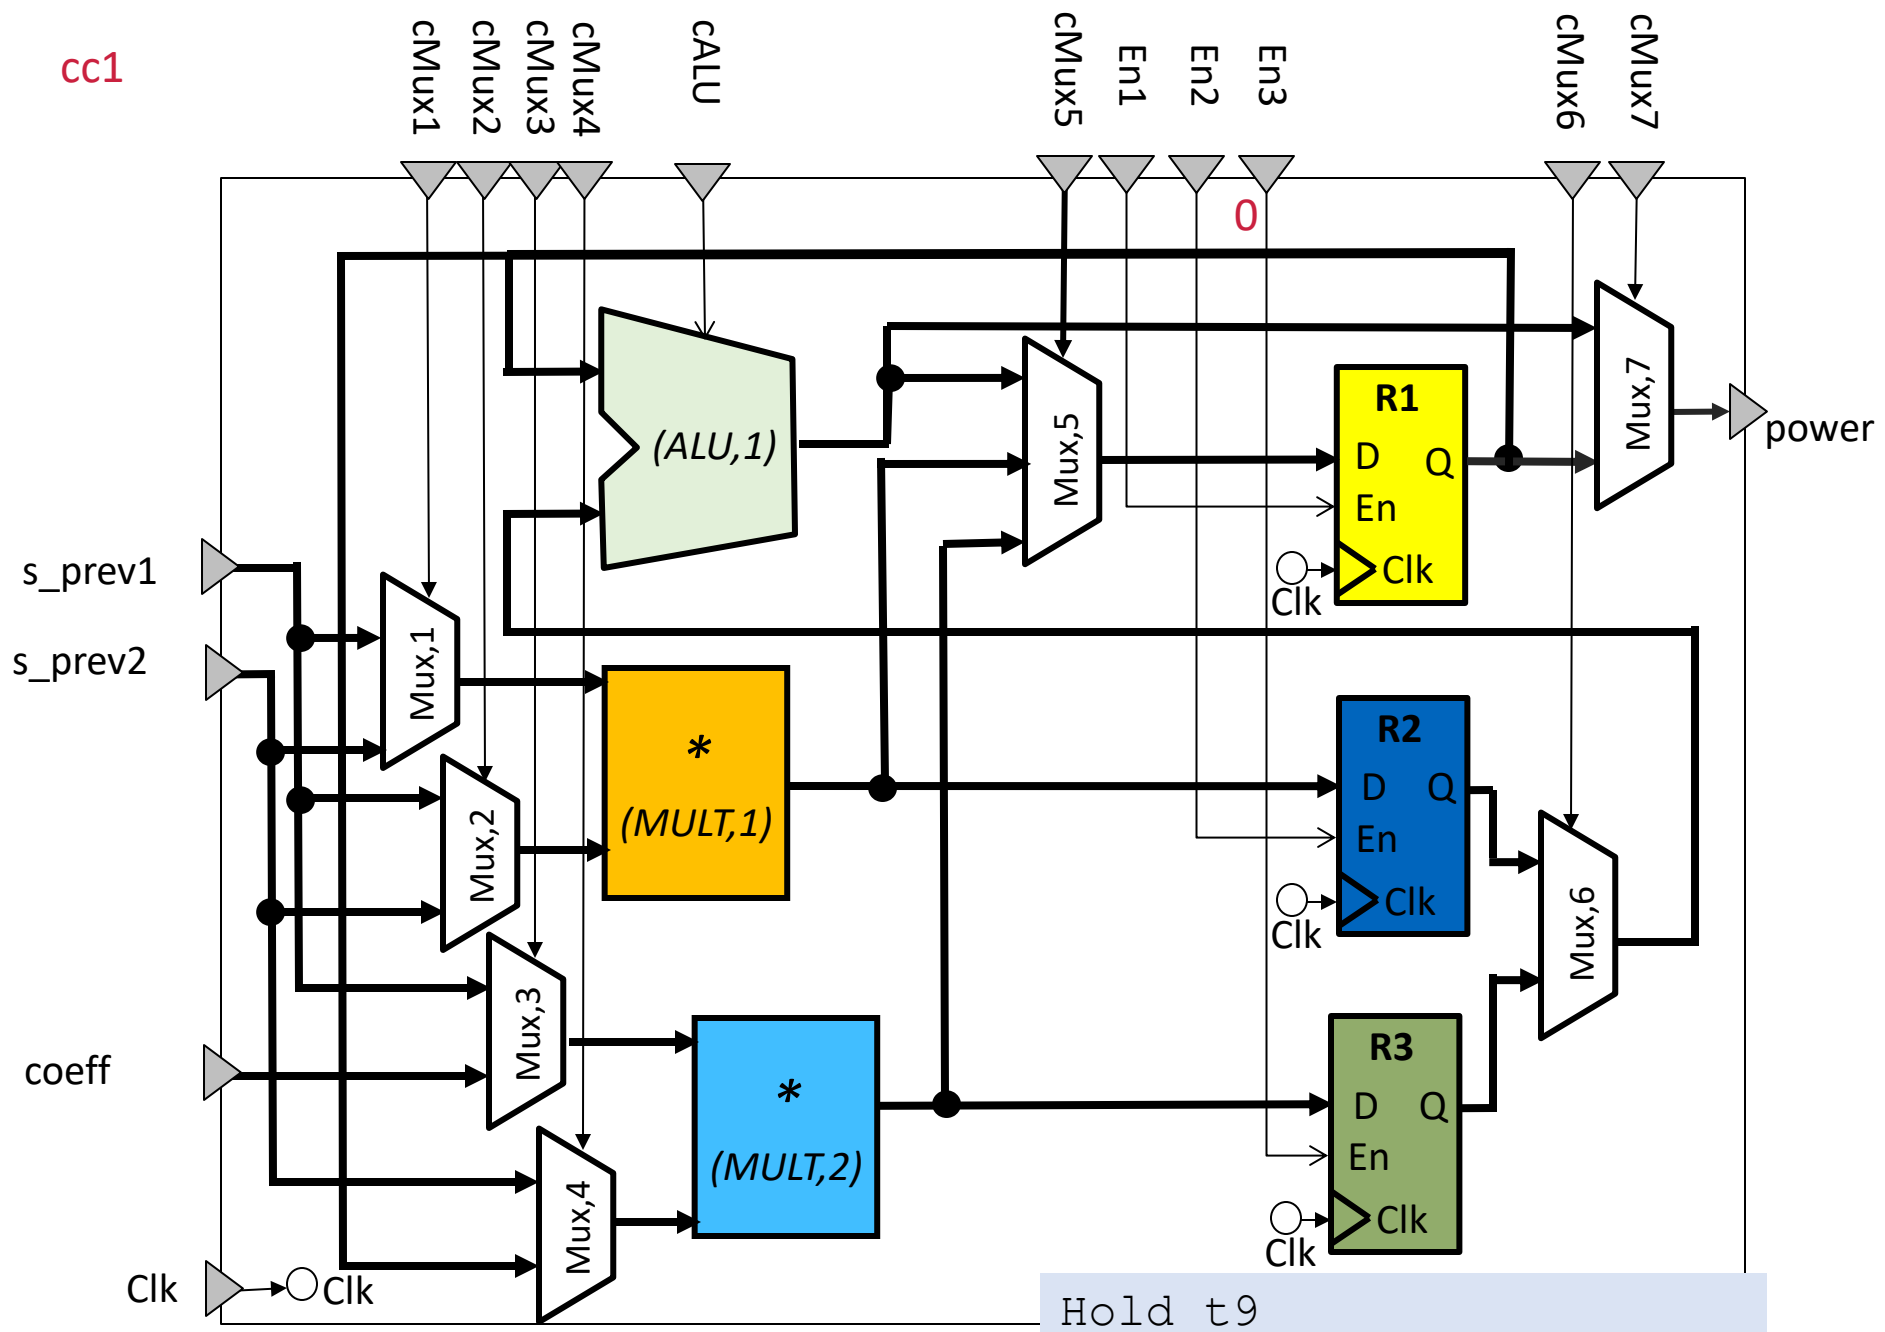 cc1
cMux1
cMux2
cMux3
cMux4
cALU
cMux5
En1
En2
En3
cMux6
cMux7
0
(ALU,1)
Mux,5
R1
D Q
En
Clk
Clk
Mux,7
power
s_prev1
s_prev2
Mux,1
Mux,2
*
(MULT,1)
R2
D Q
En
Clk
Clk
Mux,6
coeff
Mux,3
Mux,4
*
(MULT,2)
R3
D Q
En
Clk
Clk
Clk
Clk
Hold t9